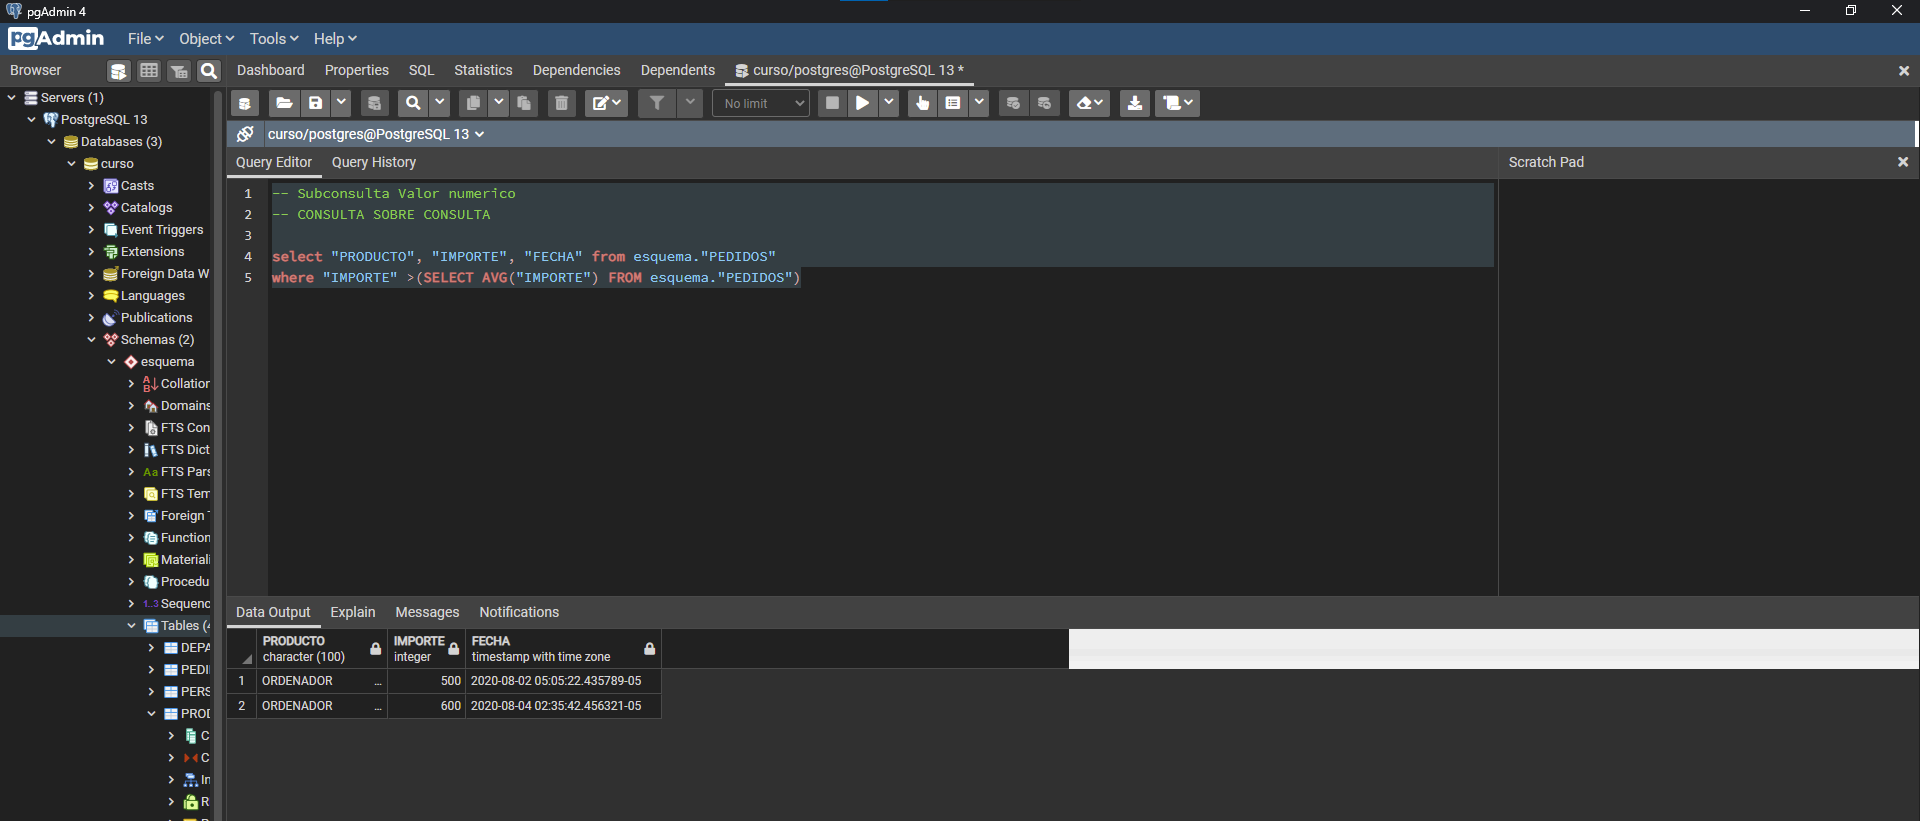 pgAdmin 4
pgAdmin File Object Tools Help
Browser Dashboard Properties SQL Statistics Dependencies Dependents curso/postgres@PostgreSQL 13 *
No limit
curso/postgres@PostgreSQL 13
Servers (1)
PostgreSQL 13
Databases (3)
curso
Casts
Catalogs
Event Triggers
Extensions
Foreign Data W
Languages
Publications
Schemas (2)
esquema
Collation
Domains
FTS Con
FTS Dict
FTS Pars
FTS Tem
Foreign
Function
Materiali
Procedu
1..3 Sequenc
Tables (4
DEPA
PEDI
PERS
PROD
C
C
In
R
Query Editor Query History Scratch Pad
1 -- Subconsulta Valor numerico
2 -- CONSULTA SOBRE CONSULTA
3
4 select "PRODUCTO", "IMPORTE", "FECHA" from esquema."PEDIDOS"
5 where "IMPORTE" >(SELECT AVG("IMPORTE") FROM esquema."PEDIDOS")
Data Output Explain Messages Notifications
PRODUCTO IMPORTE FECHA
character (100) integer timestamp with time zone
1 ORDENADOR ... 500 2020-08-02 05:05:22.435789-05
2 ORDENADOR ... 600 2020-08-04 02:35:42.456321-05